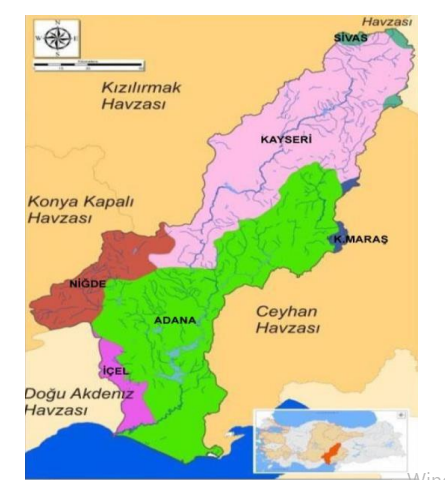 Havzası
SİVAS
Kızılırmak
Havzası
KAYSERİ
Konya Kapalı
Havzası
K.MARAŞ
NİĞDE
Ceyhan
Havzası
ADANA
İÇEL
Doğu Akdeniz
Havzası